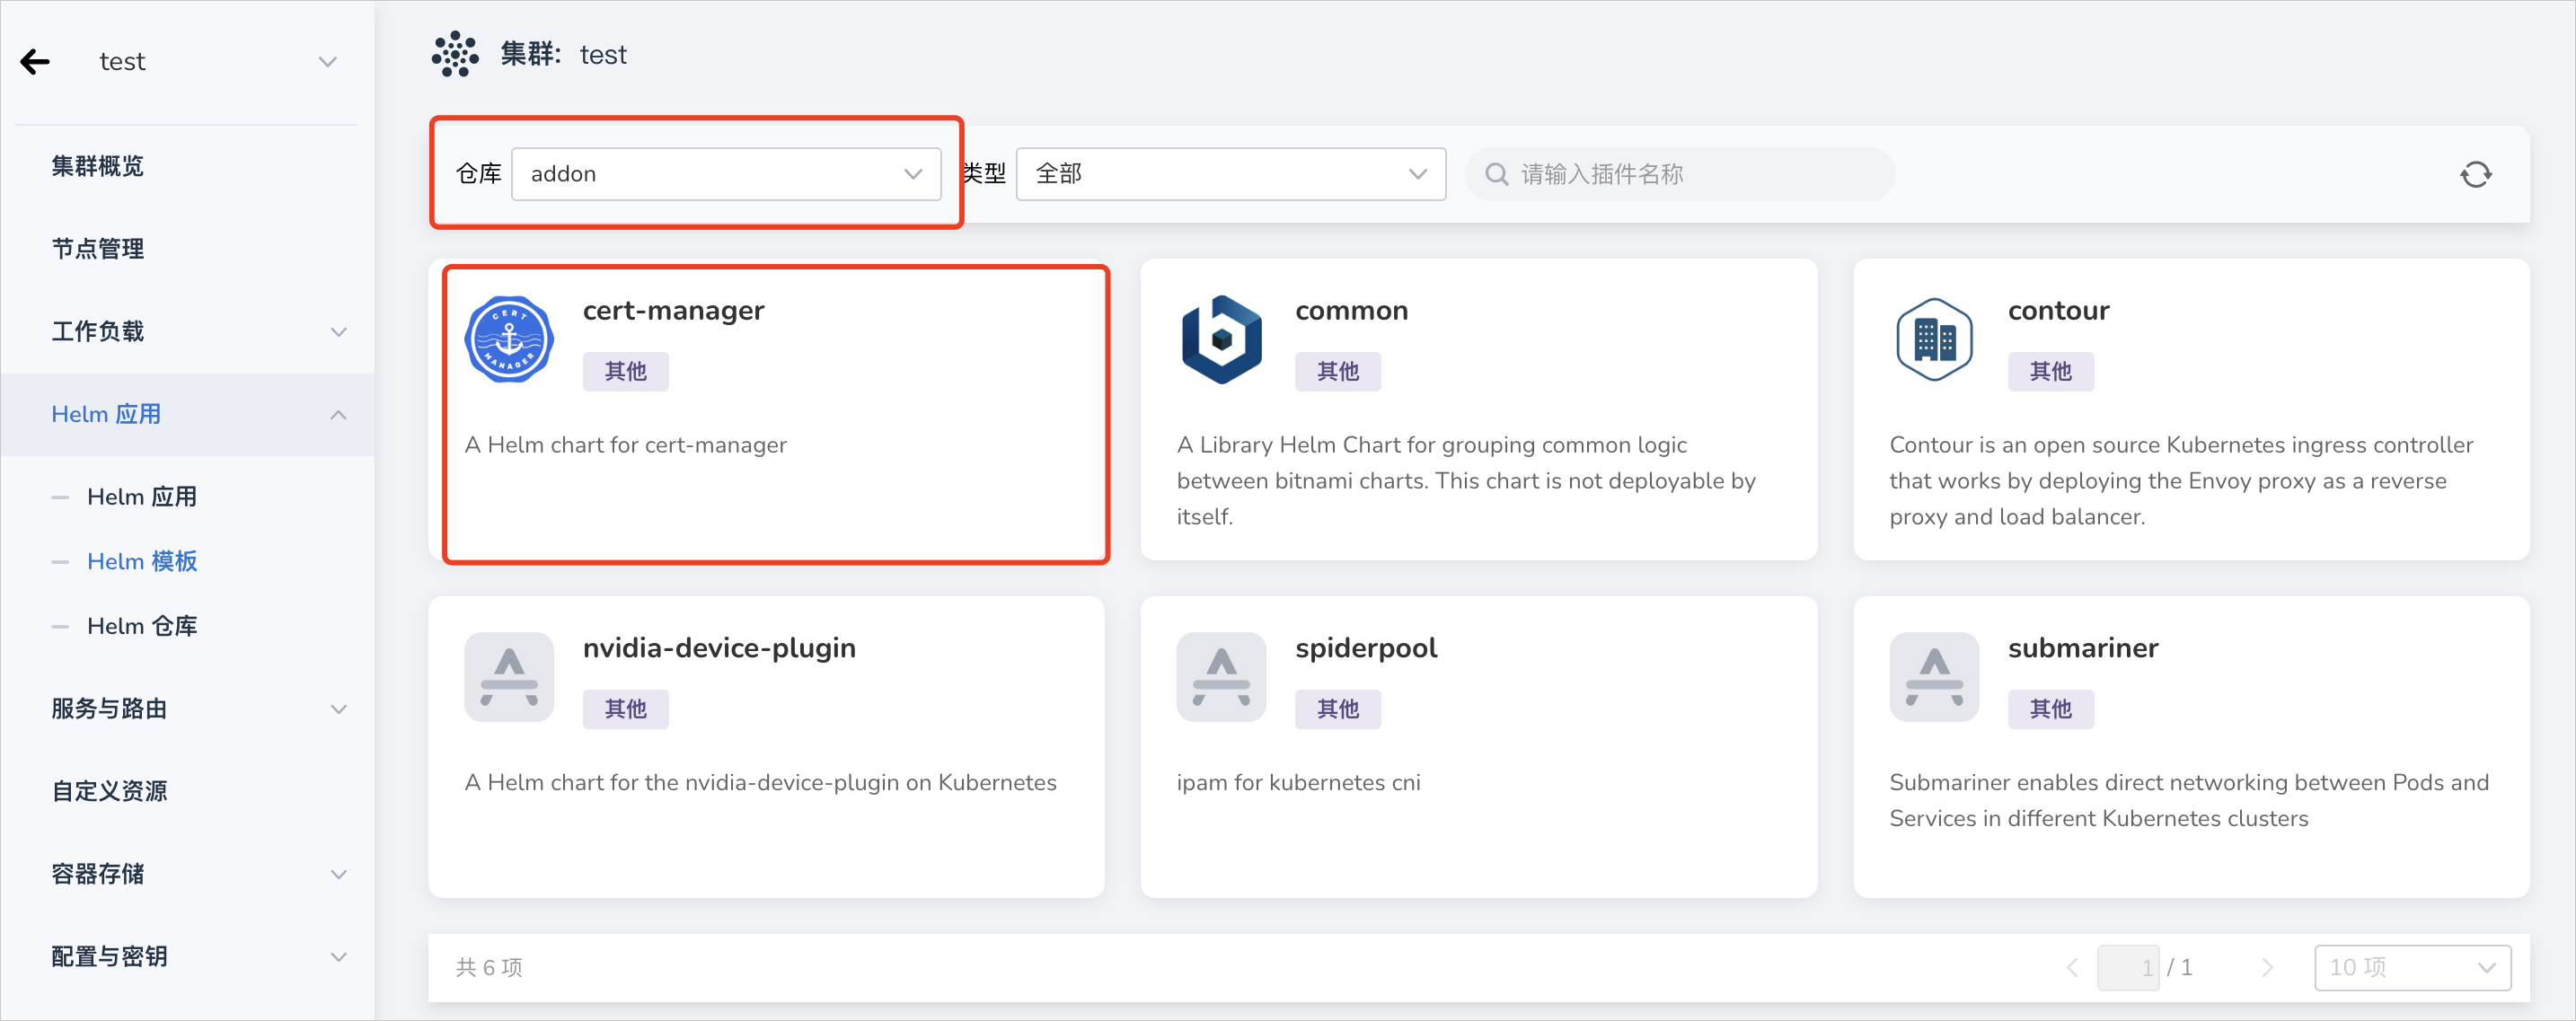 test
集群概览
节点管理
工作负载
Helm 应用
Helm 应用
Helm 模板
Helm 仓库
服务与路由
自定义资源
容器存储
配置与密钥
集群: test
仓库 addon 类型 全部 请输入插件名称
CERT MANAGER
cert-manager
其他
A Helm chart for cert-manager
common
其他
A Library Helm Chart for grouping common logic
between bitnami charts. This chart is not deployable by
itself.
contour
其他
Contour is an open source Kubernetes ingress controller
that works by deploying the Envoy proxy as a reverse
proxy and load balancer.
nvidia-device-plugin
其他
A Helm chart for the nvidia-device-plugin on Kubernetes
spiderpool
其他
ipam for kubernetes cni
submariner
其他
Submariner enables direct networking between Pods and
Services in different Kubernetes clusters
共 6 项 1 / 1 10 项